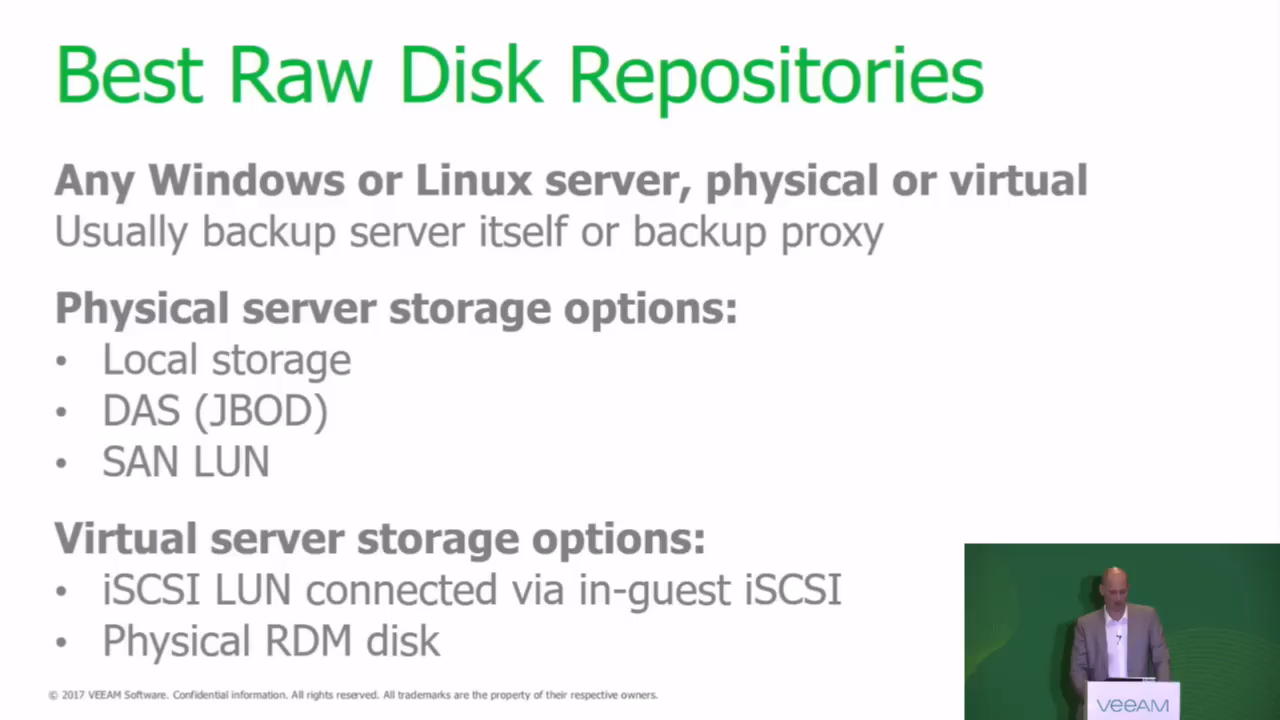 Best Raw Disk Repositories
Any Windows or Linux server, physical or virtual
Usually backup server itself or backup proxy
Physical server storage options:
• Local storage
• DAS (JBOD)
• SAN LUN
Virtual server storage options:
• iSCSI LUN connected via in-guest iSCSI
• Physical RDM disk
© 2017 VEEAM Software. Confidential information. All rights reserved. All trademarks are the property of their respective owners.
veeAM